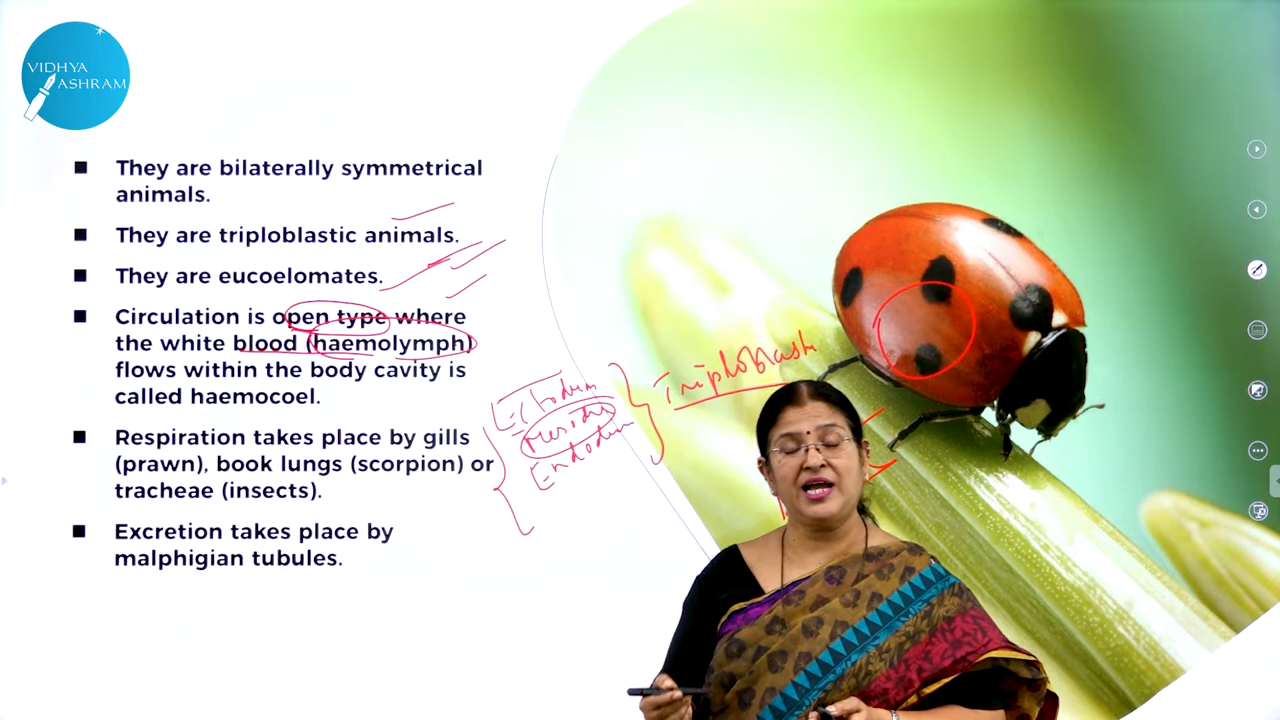 VIDHYA
ASHRAM
■ They are bilaterally symmetrical
animals.
■ They are triploblastic animals.
■ They are eucoelomates.
■ Circulation is open type where
the white blood (haemolymph)
flows within the body cavity is
called haemocoel.
■ Respiration takes place by gills
(prawn), book lungs (scorpion) or
tracheae (insects).
■ Excretion takes place by
malphigian tubules.
Ectoderm
Endoderm